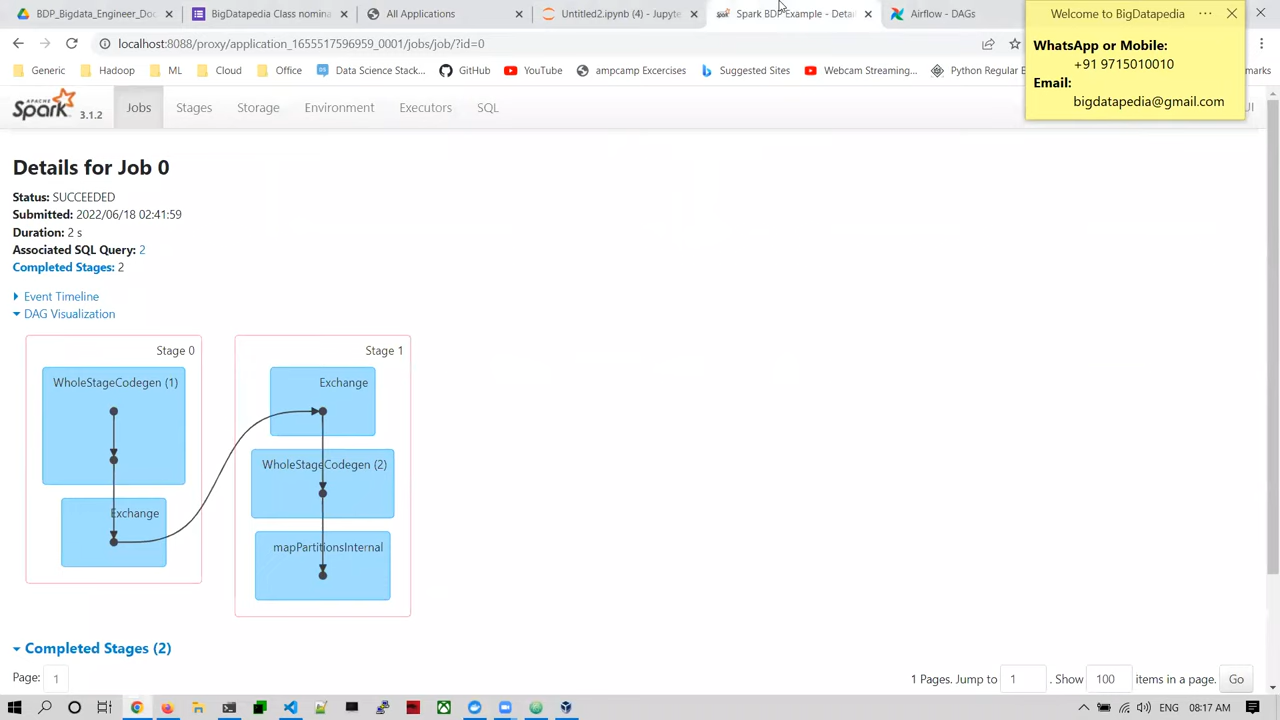 BDP_Bigdata_Engineer_Doc
BigDatapedia Class nomina
All Applications
Untitled2.ipynb (4) - Jupyte
Spark BDP Example - Detai
Airflow - DAGs
localhost:8088/proxy/application_1655517596959_0001/jobs/job/?id=0
Generic
Hadoop
ML
Cloud
Office
Data Science Stack...
GitHub
YouTube
ampcamp Excercises
Suggested Sites
Webcam Streaming...
Python Regular E
marks
Welcome to BigDatapedia
WhatsApp or Mobile:
+91 9715010010
Email:
bigdatapedia@gmail.com
APACHE
Spark 3.1.2
Jobs
Stages
Storage
Environment
Executors
SQL
UI
Details for Job 0
Status: SUCCEEDED
Submitted: 2022/06/18 02:41:59
Duration: 2 s
Associated SQL Query: 2
Completed Stages: 2
Event Timeline
DAG Visualization
Stage 0
WholeStageCodegen (1)
Exchange
Stage 1
Exchange
WholeStageCodegen (2)
mapPartitionsInternal
Completed Stages (2)
Page: 1
1 Pages. Jump to 1 . Show 100 items in a page. Go
ENG 08:17 AM